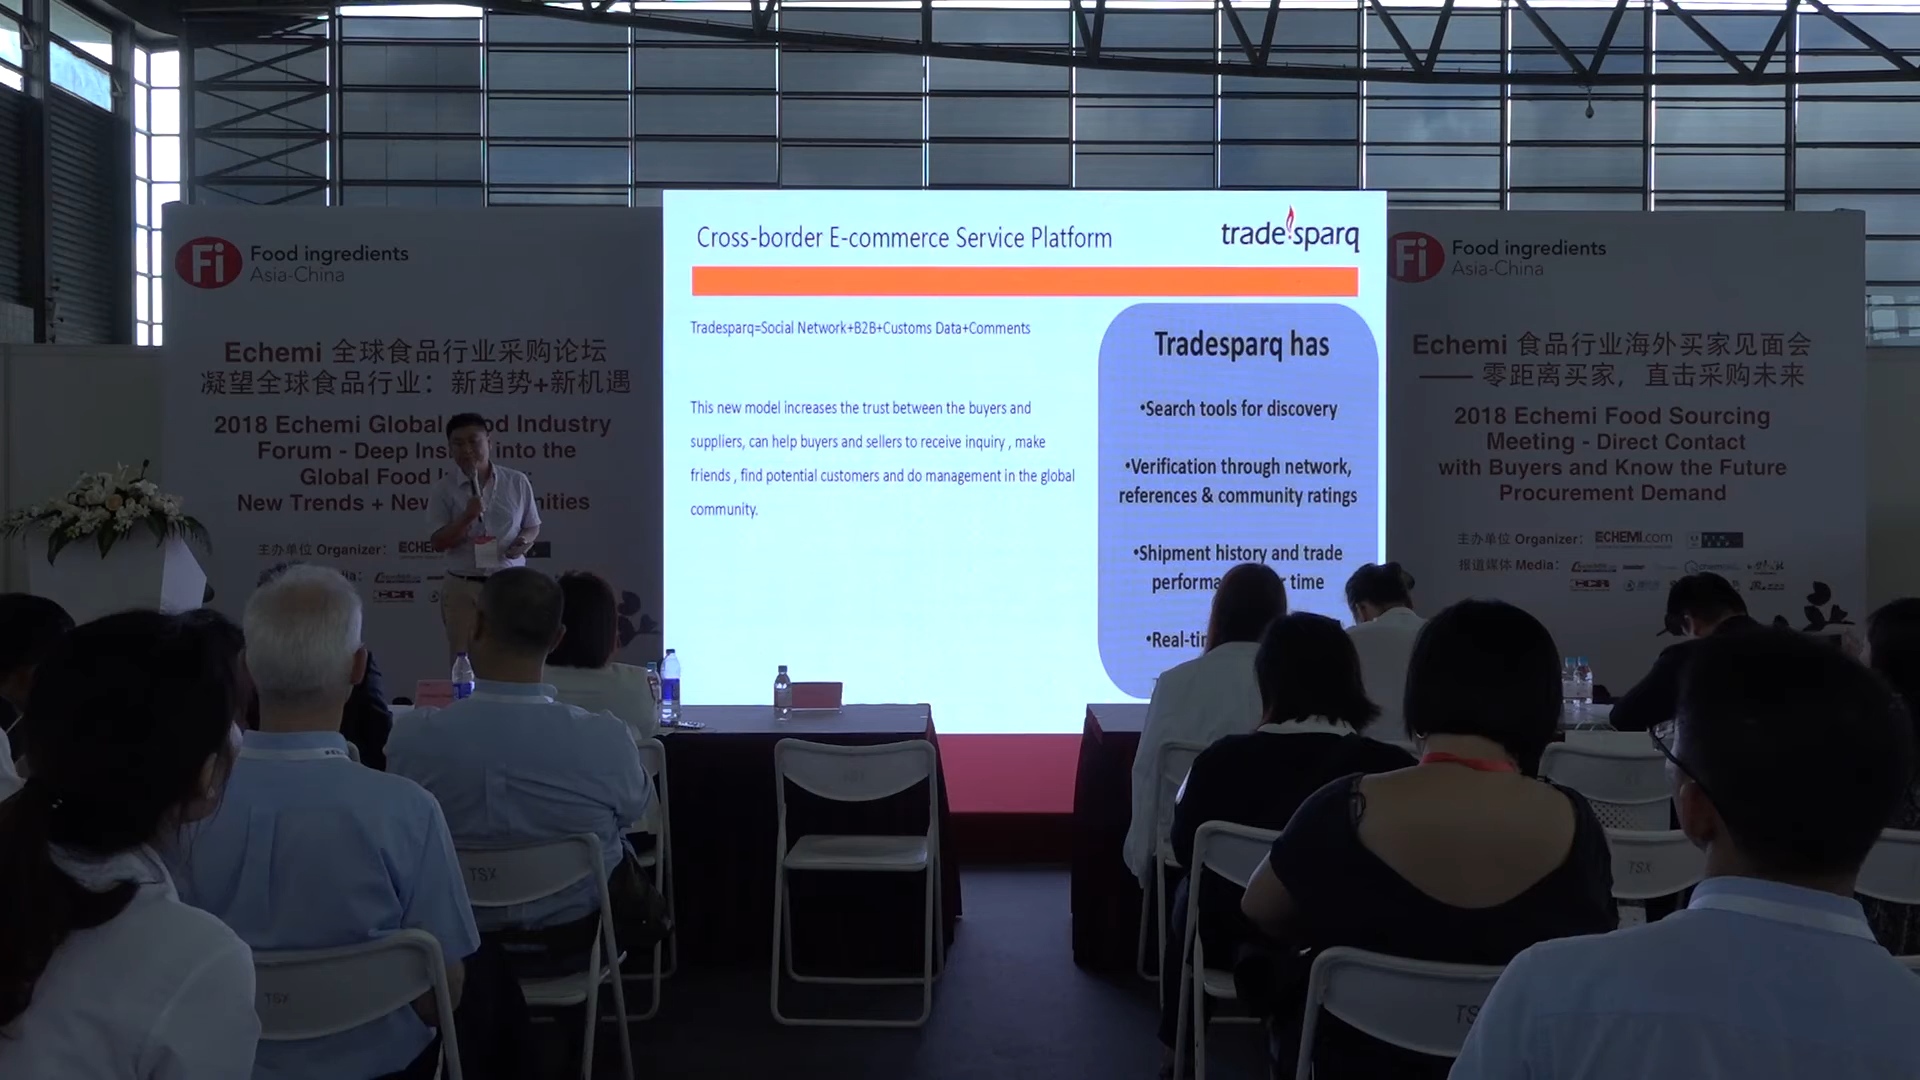 Fi Food ingredients
Asia-China
Echemi 全球食品行业采购论坛
凝望全球食品行业：新趋势+新机遇
2018 Echemi Global Food Industry
Forum - Deep into the
Global Food
New Trends +
主办单位 Organizer:
Cross-border E-commerce Service Platform
trade!sparq
Tradesparq=Social Network+B2B+Customs Data+Comments
This new model increases the trust between the buyers and
suppliers, can help buyers and sellers to receive inquiry , make
friends , find potential customers and do management in the global
community.
Tradesparq has
•Search tools for discovery
•Verification through network,
references & community ratings
•Shipment history and trade
time
Fi Food ingredients
Asia-China
Echemi 食品行业海外买家见面会
—— 零距离买家，直击采购未来
2018 Echemi Food Sourcing
Meeting - Direct Contact
with Buyers and Know the Future
Procurement Demand
主办单位 Organizer: ECHEMI.com
报道媒体 Media:
HCR
TSX
TSX
TSX